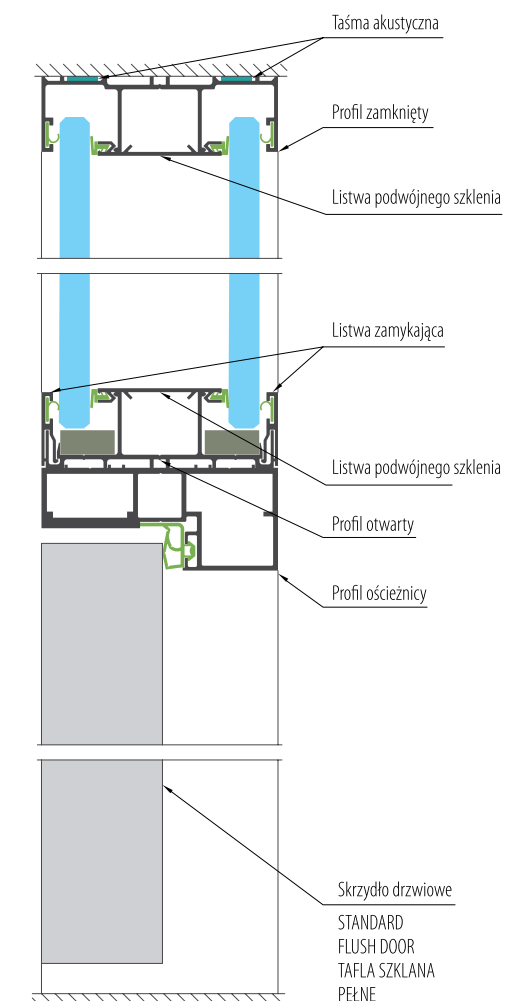 Taśma akustyczna
Profil zamknięty
Listwa podwójnego szklenia
Listwa zamykająca
Listwa podwójnego szklenia
Profil otwarty
Profil ościeżnicy
Skrzydło drzwiowe
STANDARD
FLUSH DOOR
TAFLA SZKLANA
PEŁNE